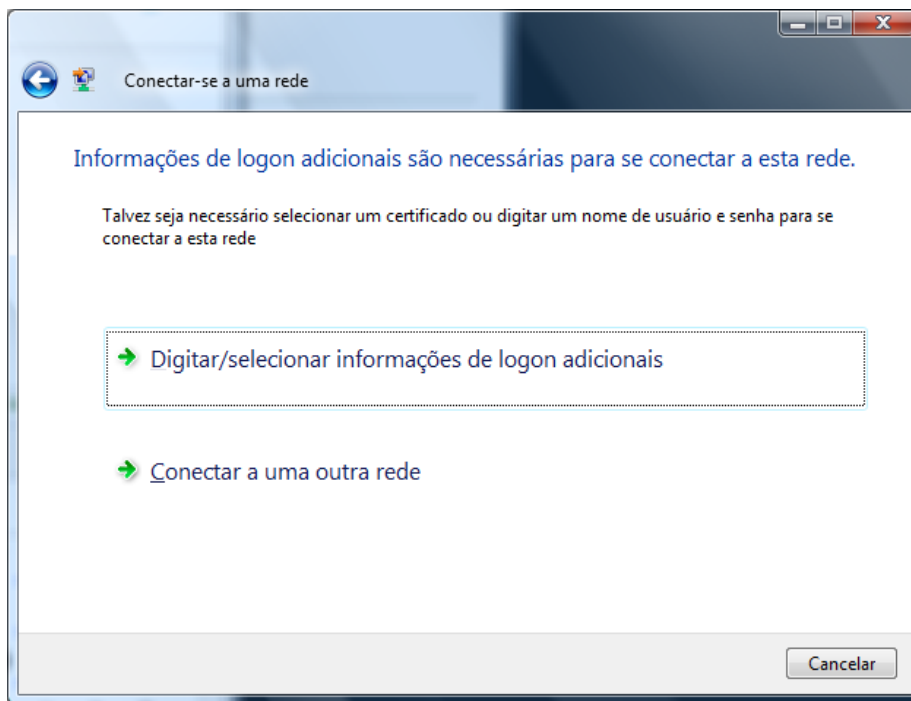 Conectar-se a uma rede
Informações de logon adicionais são necessárias para se conectar a esta rede.
Talvez seja necessário selecionar um certificado ou digitar um nome de usuário e senha para se
conectar a esta rede
Digitar/selecionar informações de logon adicionais
Conectar a uma outra rede
Cancelar